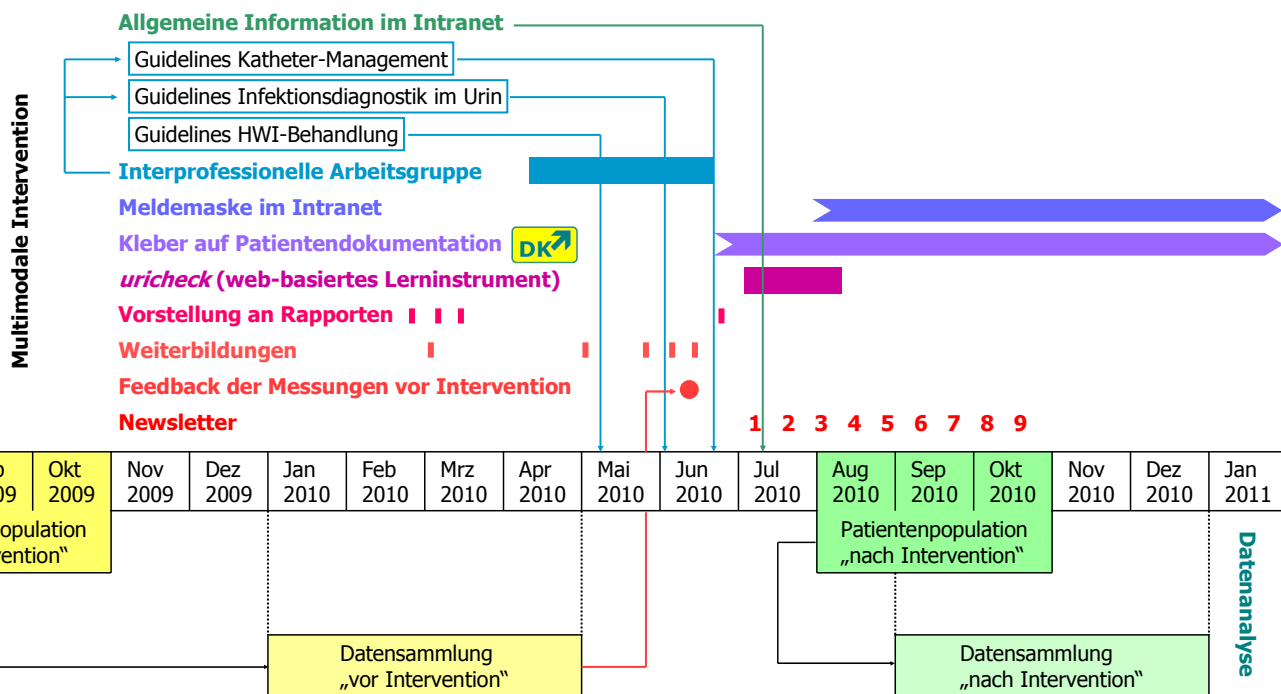 Multimodale Intervention
Allgemeine Information im Intranet
Guidelines Katheter-Management
Guidelines Infektionsdiagnostik im Urin
Guidelines HWI-Behandlung
Interprofessionelle Arbeitsgruppe
Meldemaske im Intranet
Kleber auf Patientendokumentation DK
uricheck (web-basiertes Lerninstrument)
Vorstellung an Rapporten
Weiterbildungen
Feedback der Messungen vor Intervention
Newsletter 1 2 3 4 5 6 7 8 9
Okt Nov Dez Jan Feb Mrz Apr Mai Jun Jul Aug Sep Okt Nov Dez Jan
09 2009 2009 2009 2010 2010 2010 2010 2010 2010 2010 2010 2010 2010 2010 2010 2011
opulation
vention“
Patientenpopulation
„nach Intervention“
Datensammlung
„vor Intervention“
Datensammlung
„nach Intervention“
Datenanalyse